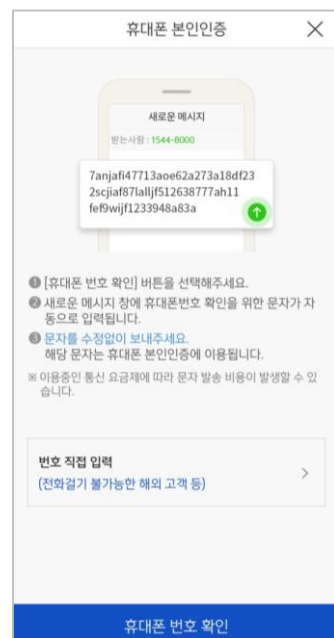 휴대폰 본인인증
새로운 메시지
받는사람 : 1544-8000
7anjafi47713aoe62a273a18df23
2scjiaf87lalljf512638777ah11
fef9wijf1233948a83a
❶ [휴대폰 번호 확인] 버튼을 선택해주세요.
❷ 새로운 메시지 창에 휴대폰번호 확인을 위한 문자가 자
동으로 입력됩니다.
❸ 문자를 수정없이 보내주세요.
해당 문자는 휴대폰 본인인증에 이용됩니다.
※ 이용중인 통신 요금제에 따라 문자 발송 비용이 발생할 수 있
습니다.
번호 직접 입력
(전화걸기 불가능한 해외 고객 등)
휴대폰 번호 확인